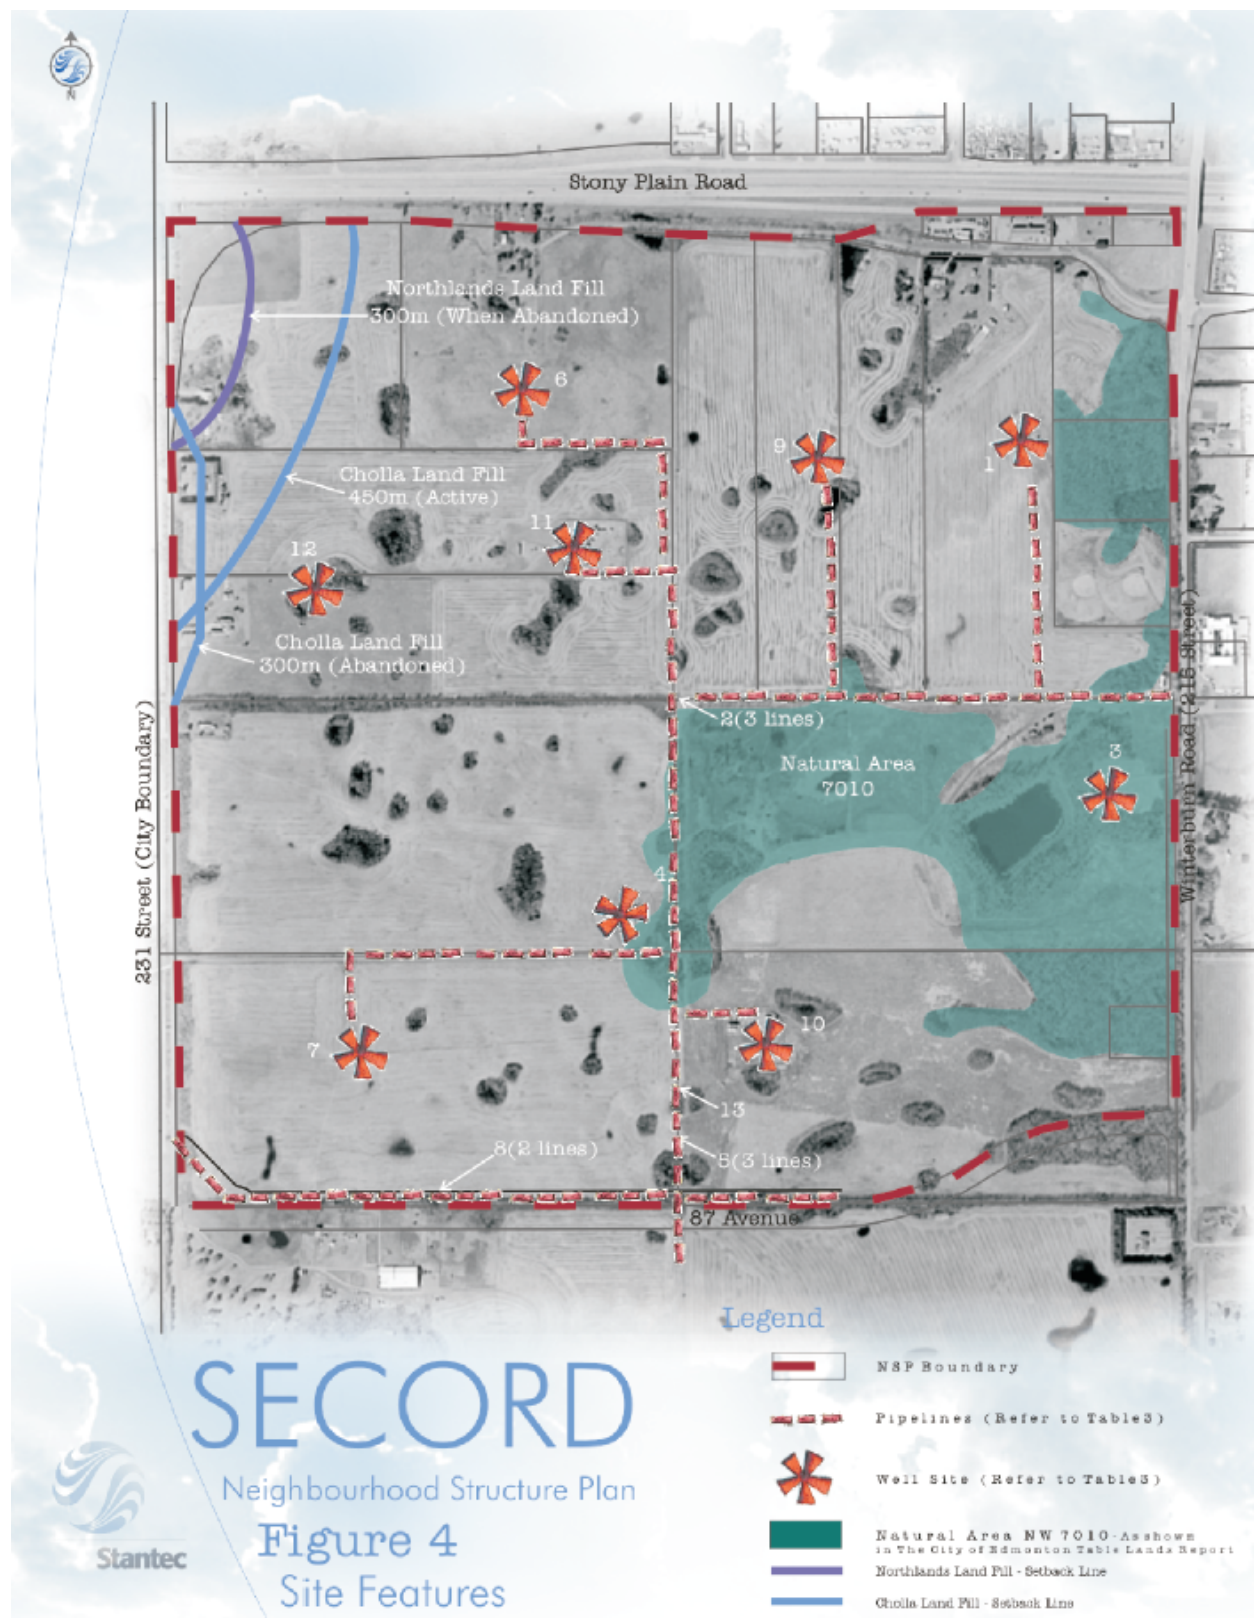 N
Stony Plain Road
Northlands Land Fill
300m (When Abandoned)
6
9
1
Cholla Land Fill
450m (Active)
11
12
Cholla Land Fill
300m (Abandoned)
231 Street (City Boundary)
Winterburn Road (215 Street)
2(3 lines)
Natural Area
7010
3
4
7
10
13
8(2 lines)
5(3 lines)
87 Avenue
Legend
NSP Boundary
Pipelines (Refer to Table3)
Well Site (Refer to Table3)
Natural Area NW 7010-As shown
in The City of Edmonton Table Lands Report
Northlands Land Fill - Setback Line
Cholla Land Fill - Setback Line
SECORD
Neighbourhood Structure Plan
Figure 4
Site Features
Stantec